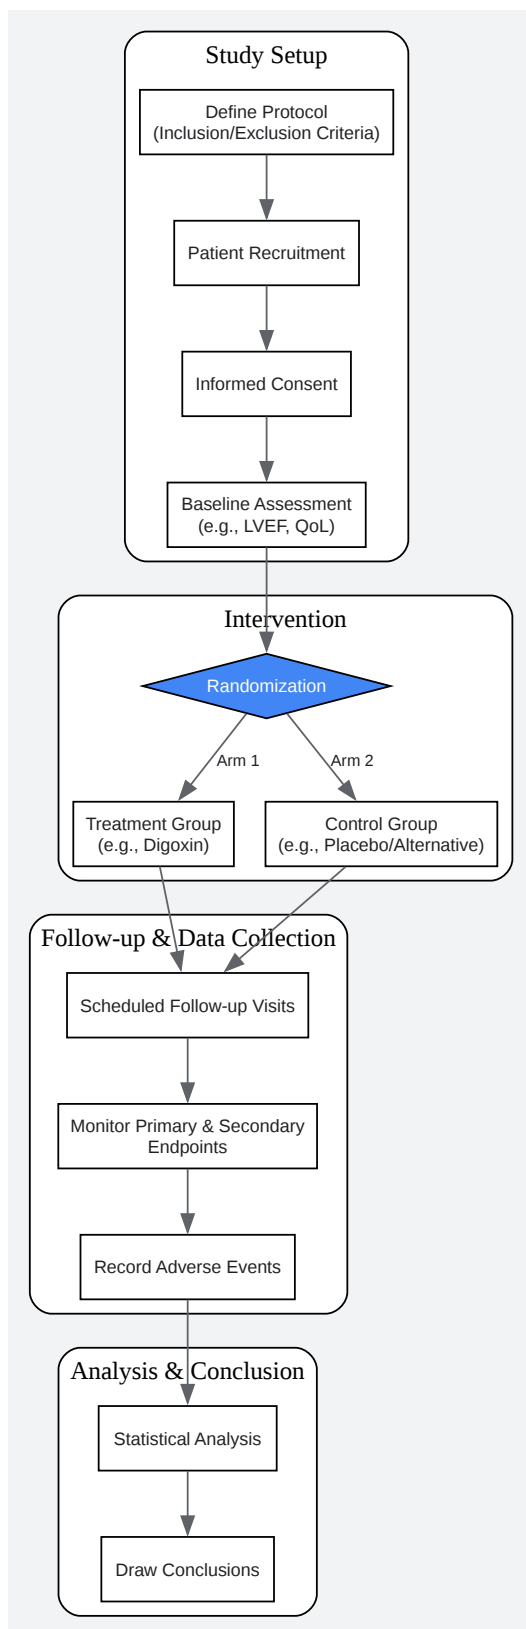 Study Setup
Define Protocol
(Inclusion/Exclusion Criteria)
Patient Recruitment
Informed Consent
Baseline Assessment
(e.g., LVEF, QoL)
Intervention
Randomization
Arm 1
Arm 2
Treatment Group
(e.g., Digoxin)
Control Group
(e.g., Placebo/Alternative)
Follow-up & Data Collection
Scheduled Follow-up Visits
Monitor Primary & Secondary
Endpoints
Record Adverse Events
Analysis & Conclusion
Statistical Analysis
Draw Conclusions